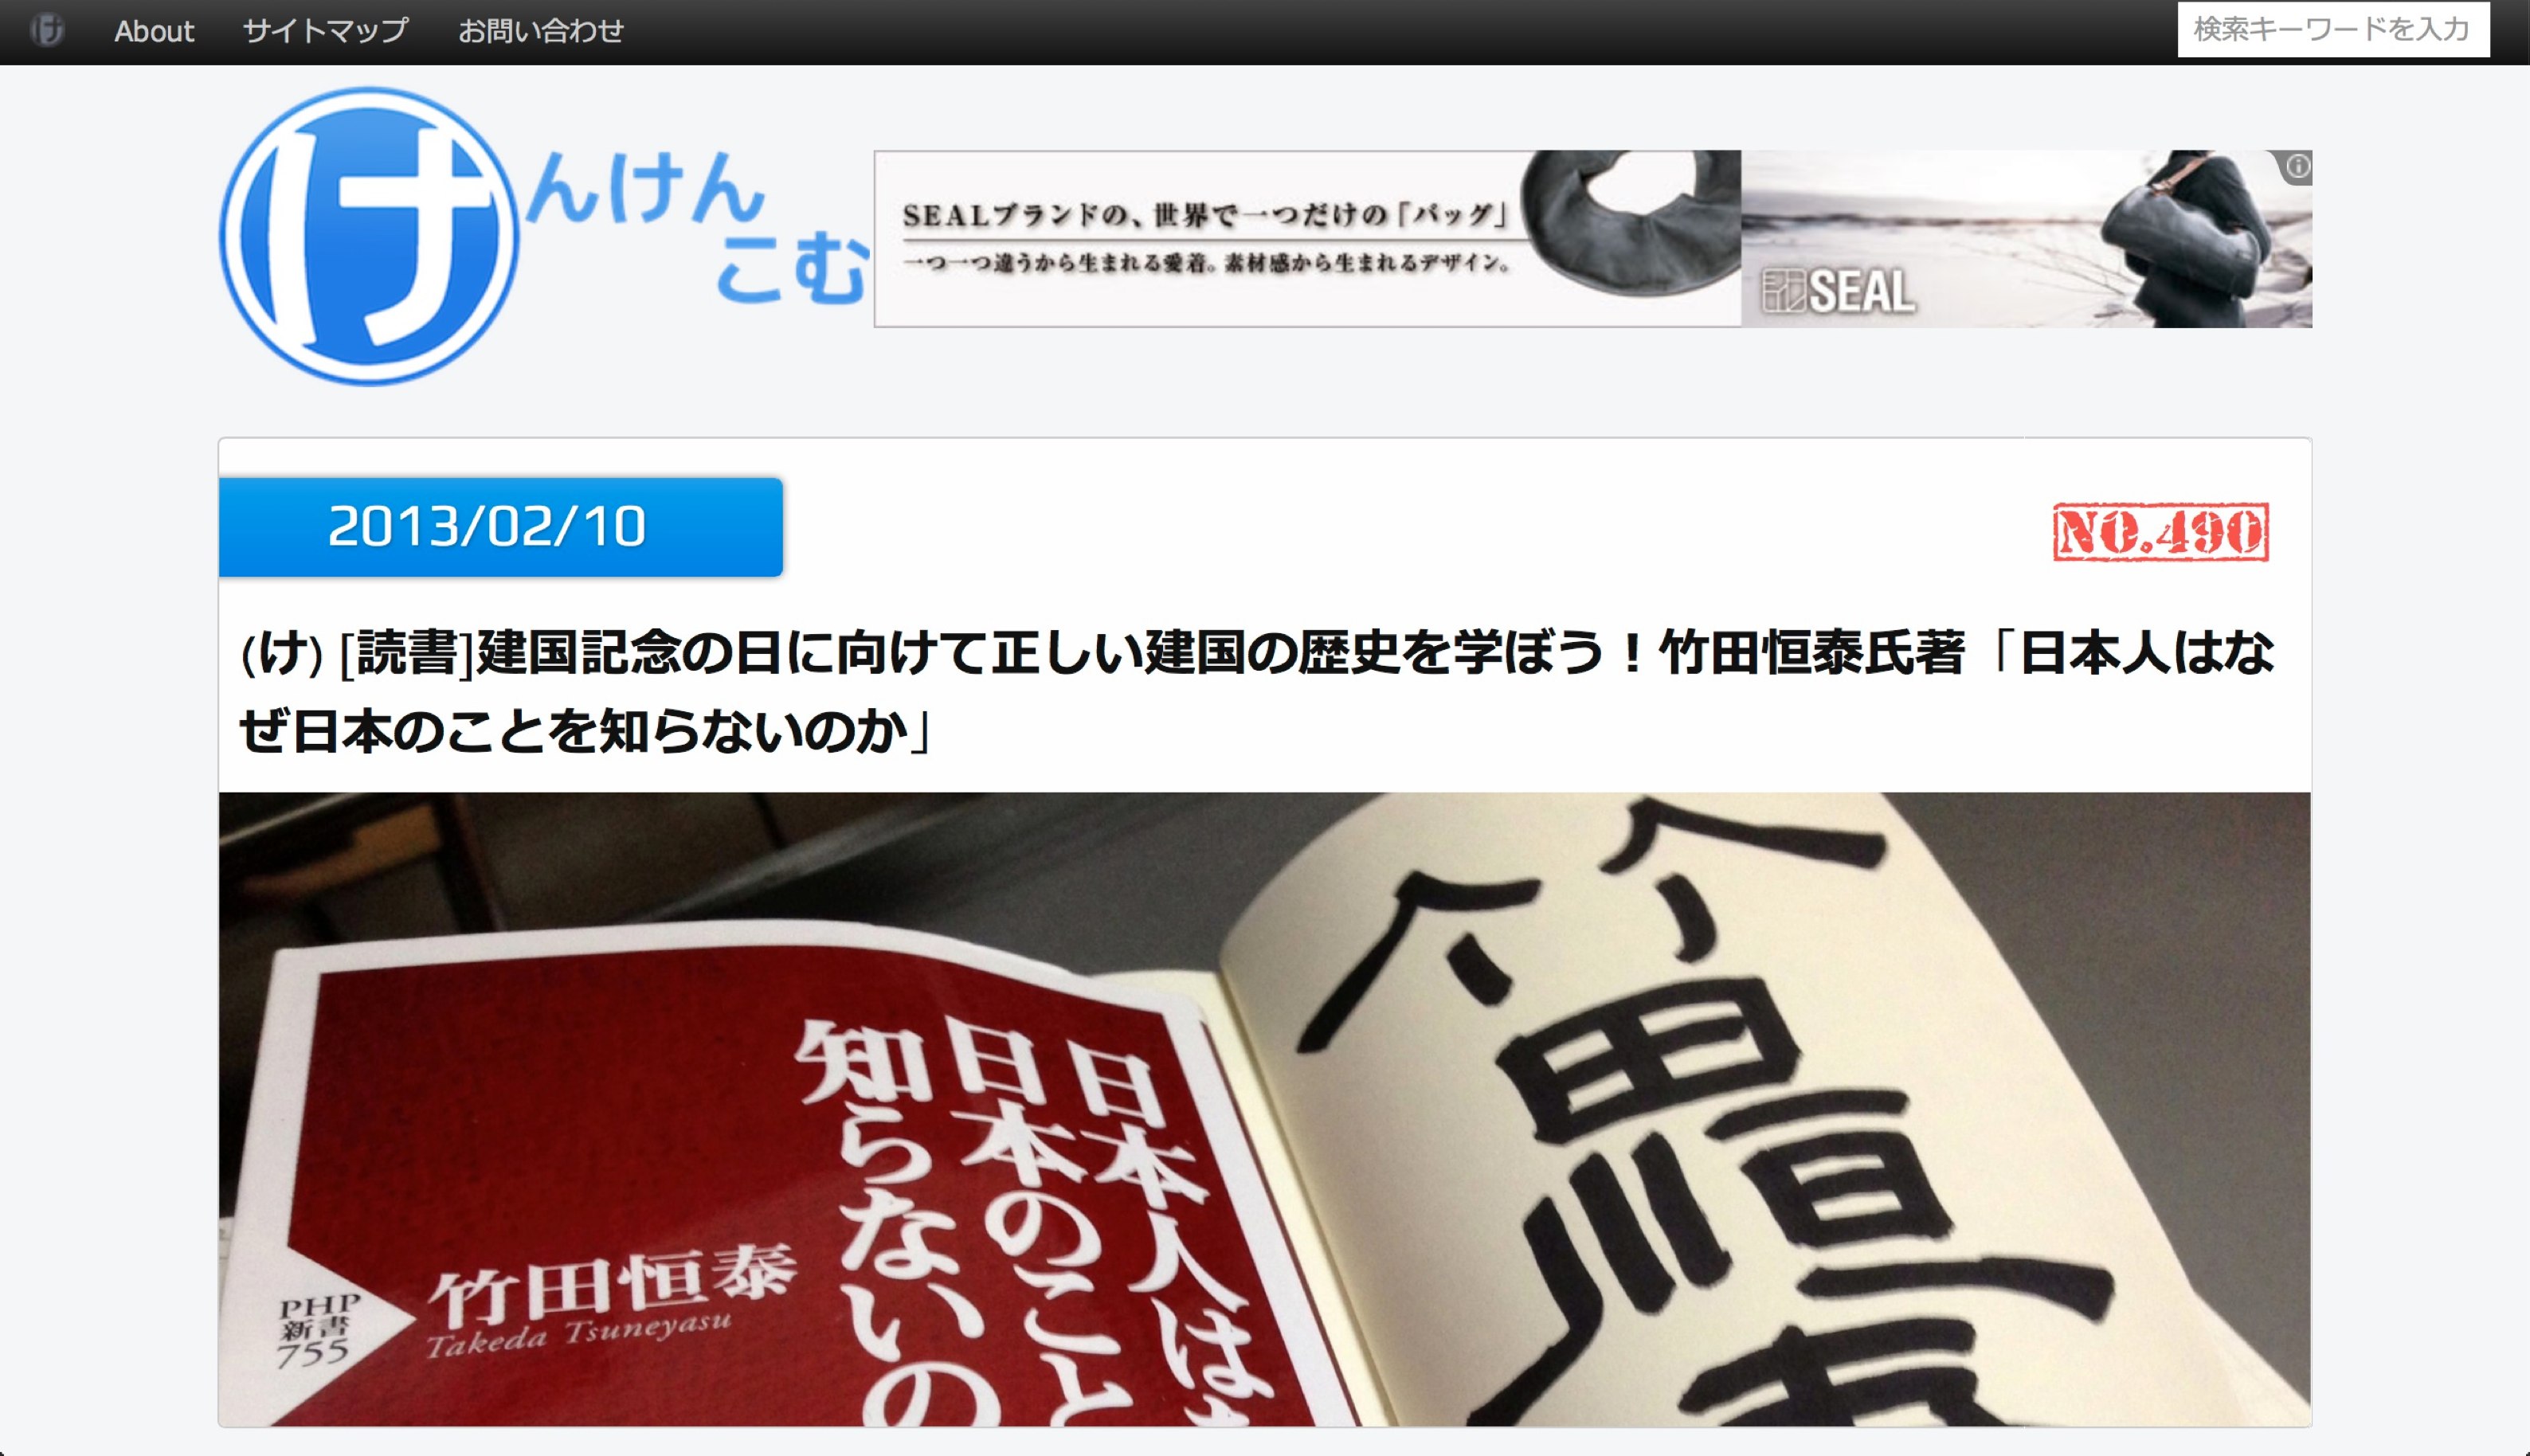 け About サイトマップ お問い合わせ 検索キーワードを入力
けんけん
こむ
SEALブランドの、世界で一つだけの「バッグ」
一つ一つ違うから生まれる愛着。素材感から生まれるデザイン。
SEAL
2013/02/10
NO.490
(け) [読書]建国記念の日に向けて正しい建国の歴史を学ぼう！竹田恒泰氏著「日本人はな
ぜ日本のことを知らないのか」
日本人はな
日本のこと
知らないの
竹田恒泰
Takeda Tsuneyasu
PHP
新書
755
竹田恒泰